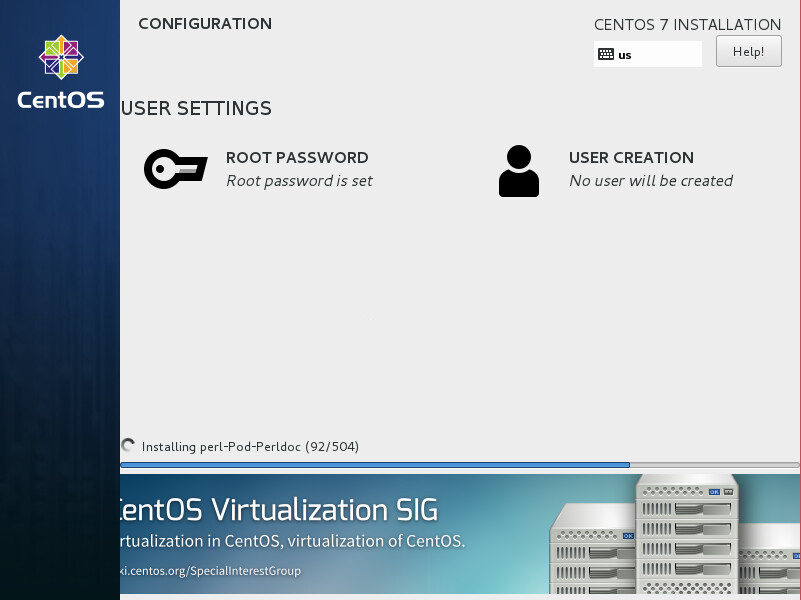 CentOS
CONFIGURATION
CENTOS 7 INSTALLATION
us
Help!
USER SETTINGS
ROOT PASSWORD
Root password is set
USER CREATION
No user will be created
Installing perl-Pod-Perldoc (92/504)
CentOS Virtualization SIG
rtualization in CentOS, virtualization of CentOS.
ki.centos.org/SpecialInterestGroup